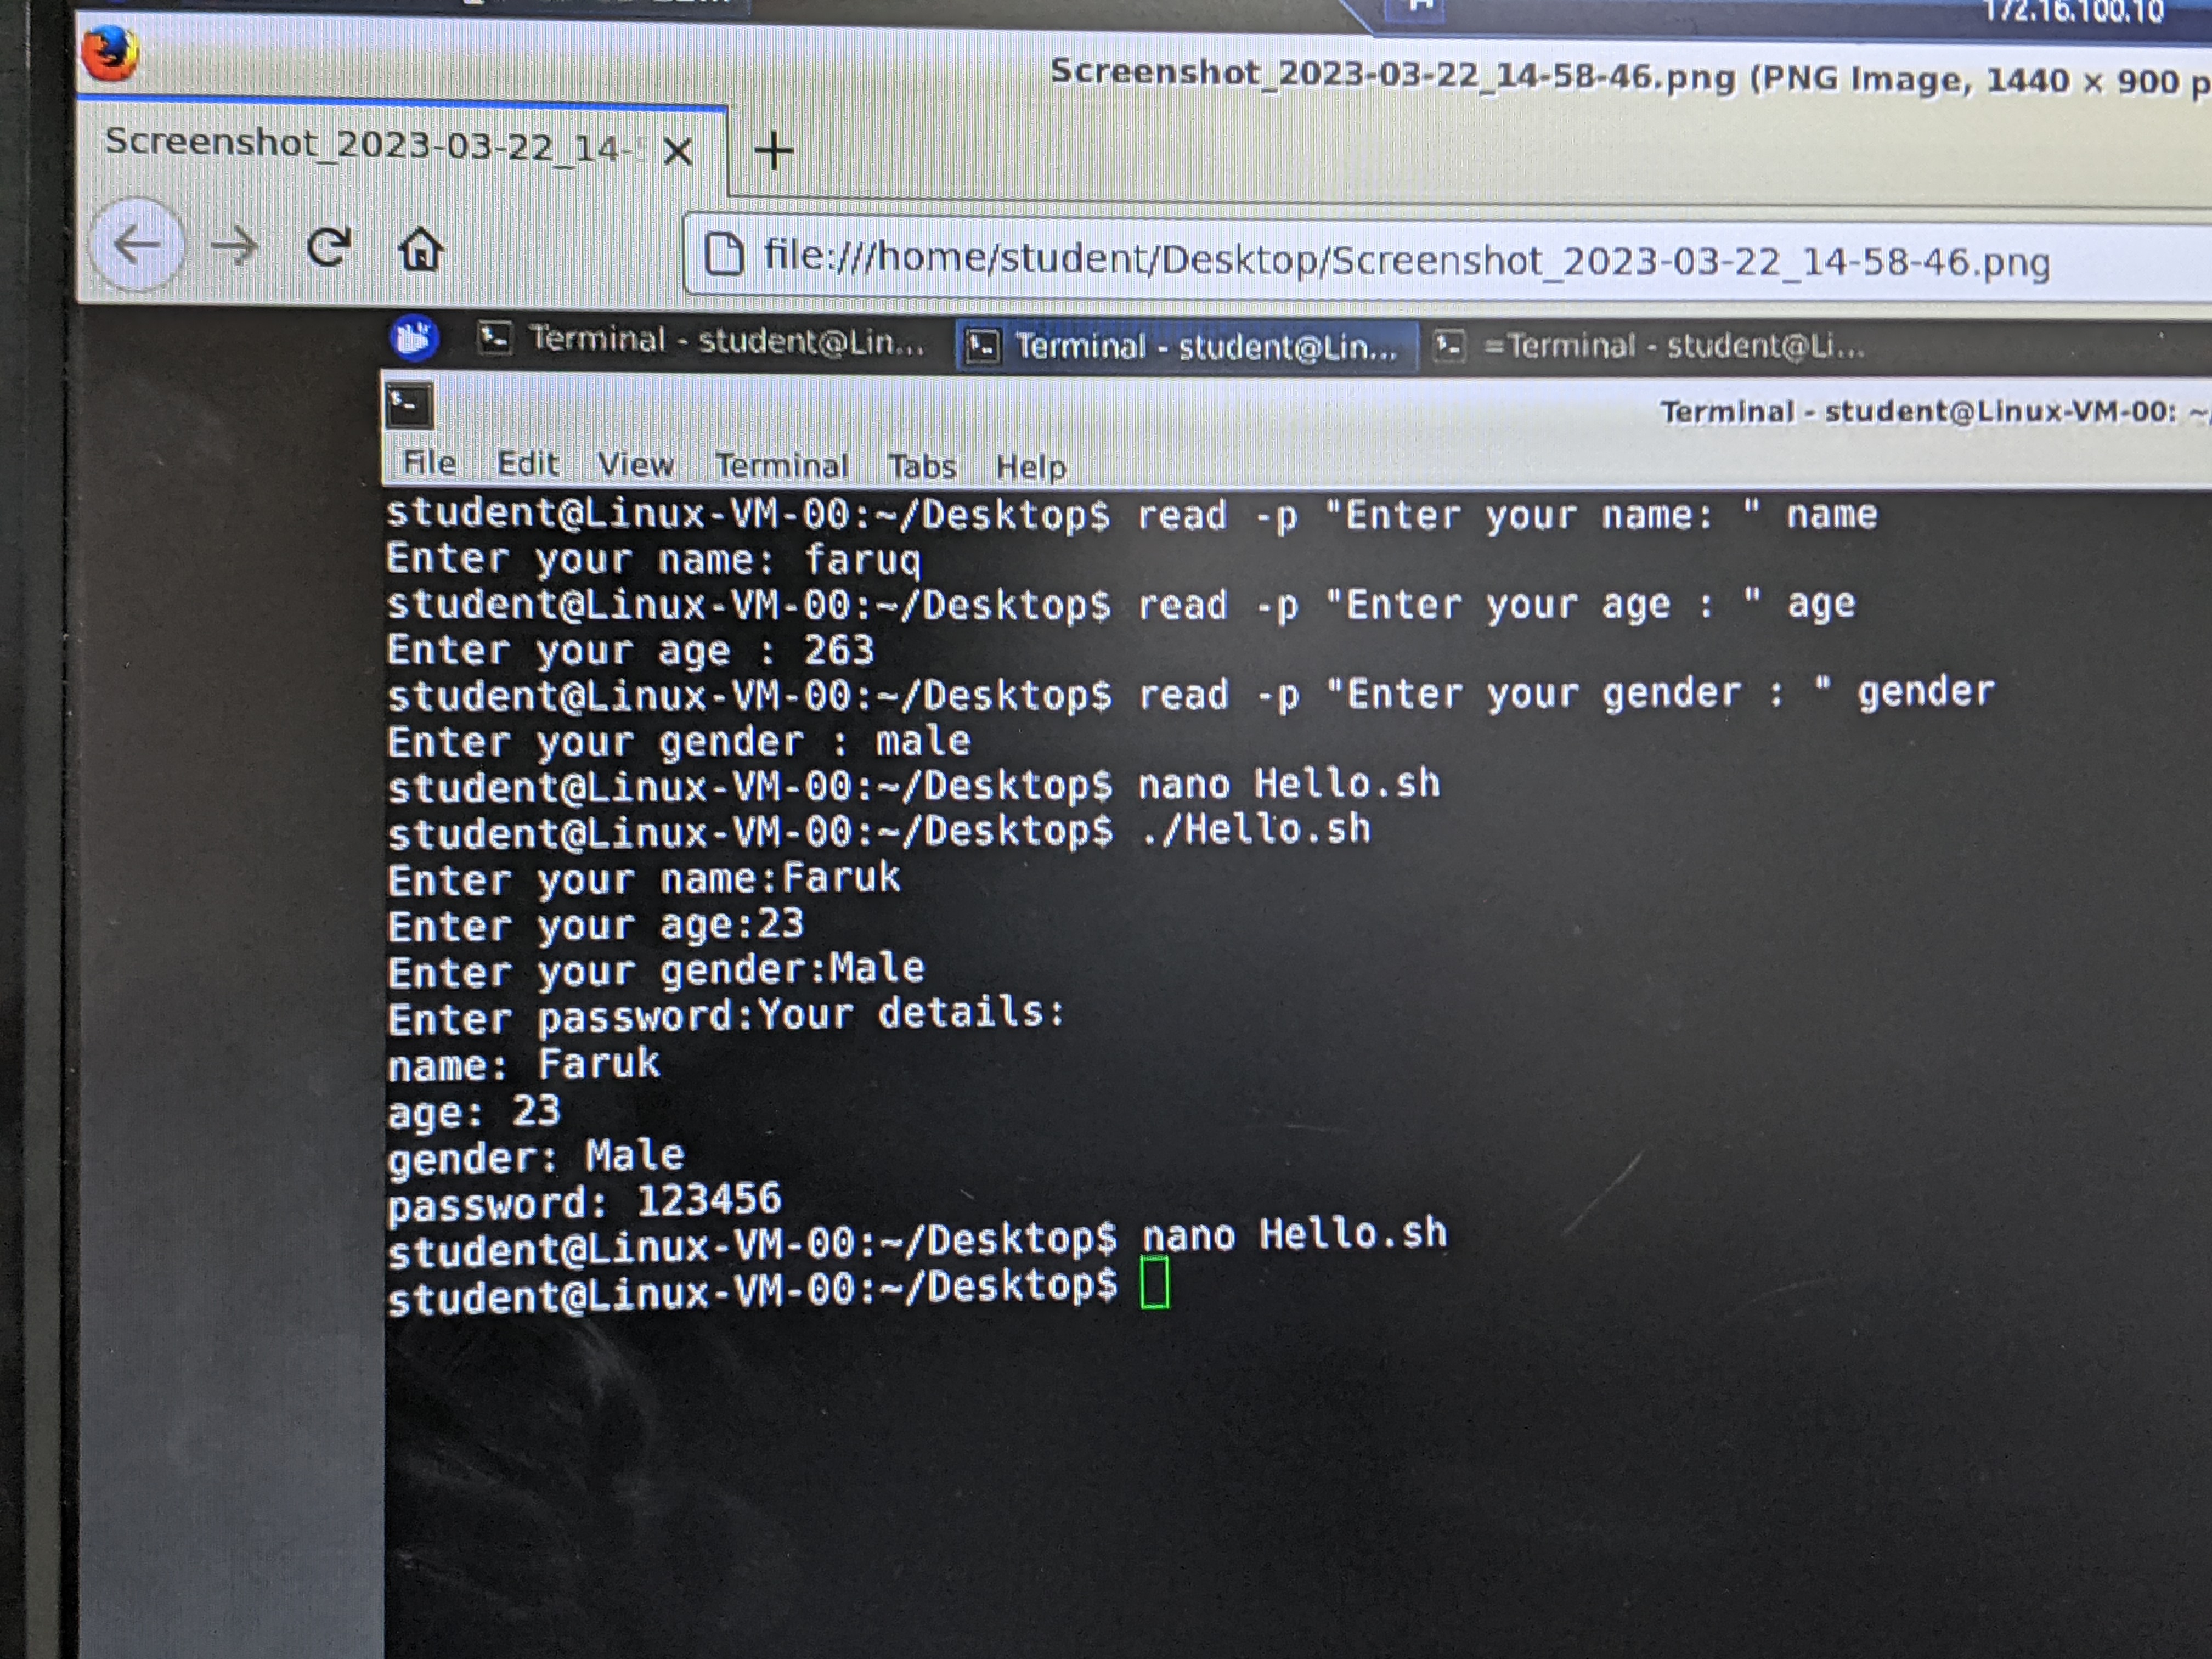 172.16.100.10
Screenshot_2023-03-22_14-58-46.png (PNG Image, 1440 × 900 p
Screenshot_2023-03-22_14-
file:///home/student/Desktop/Screenshot_2023-03-22_14-58-46.png
Terminal - student@Lin... Terminal - student@Lin... =Terminal - student@Li...
Terminal - student@Linux-VM-00: ~/
File Edit View Terminal Tabs Help
student@Linux-VM-00:~/Desktop$ read -p "Enter your name: " name
Enter your name: faruq
student@Linux-VM-00:~/Desktop$ read -p "Enter your age : " age
Enter your age : 263
student@Linux-VM-00:~/Desktop$ read -p "Enter your gender : " gender
Enter your gender : male
student@Linux-VM-00:~/Desktop$ nano Hello.sh
student@Linux-VM-00:~/Desktop$ ./Hello.sh
Enter your name:Faruk
Enter your age:23
Enter your gender:Male
Enter password:Your details:
name: Faruk
age: 23
gender: Male
password: 123456
student@Linux-VM-00:~/Desktop$ nano Hello.sh
student@Linux-VM-00:~/Desktop$